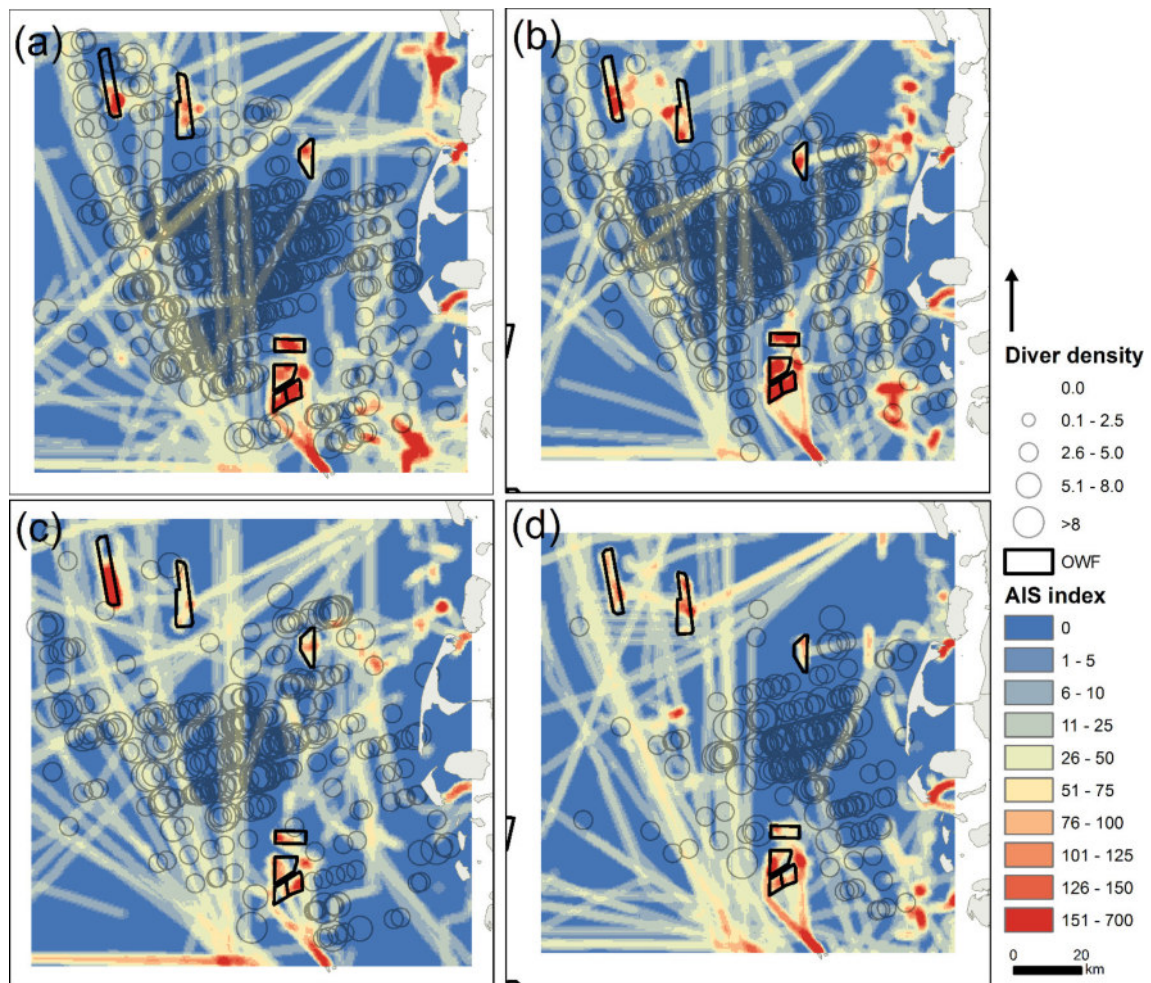 (a)
(b)
(c)
(d)
Diver density
0.0
0.1 - 2.5
2.6 - 5.0
5.1 - 8.0
>8
OWF
AIS index
0
1 - 5
6 - 10
11 - 25
26 - 50
51 - 75
76 - 100
101 - 125
126 - 150
151 - 700
0 20
km